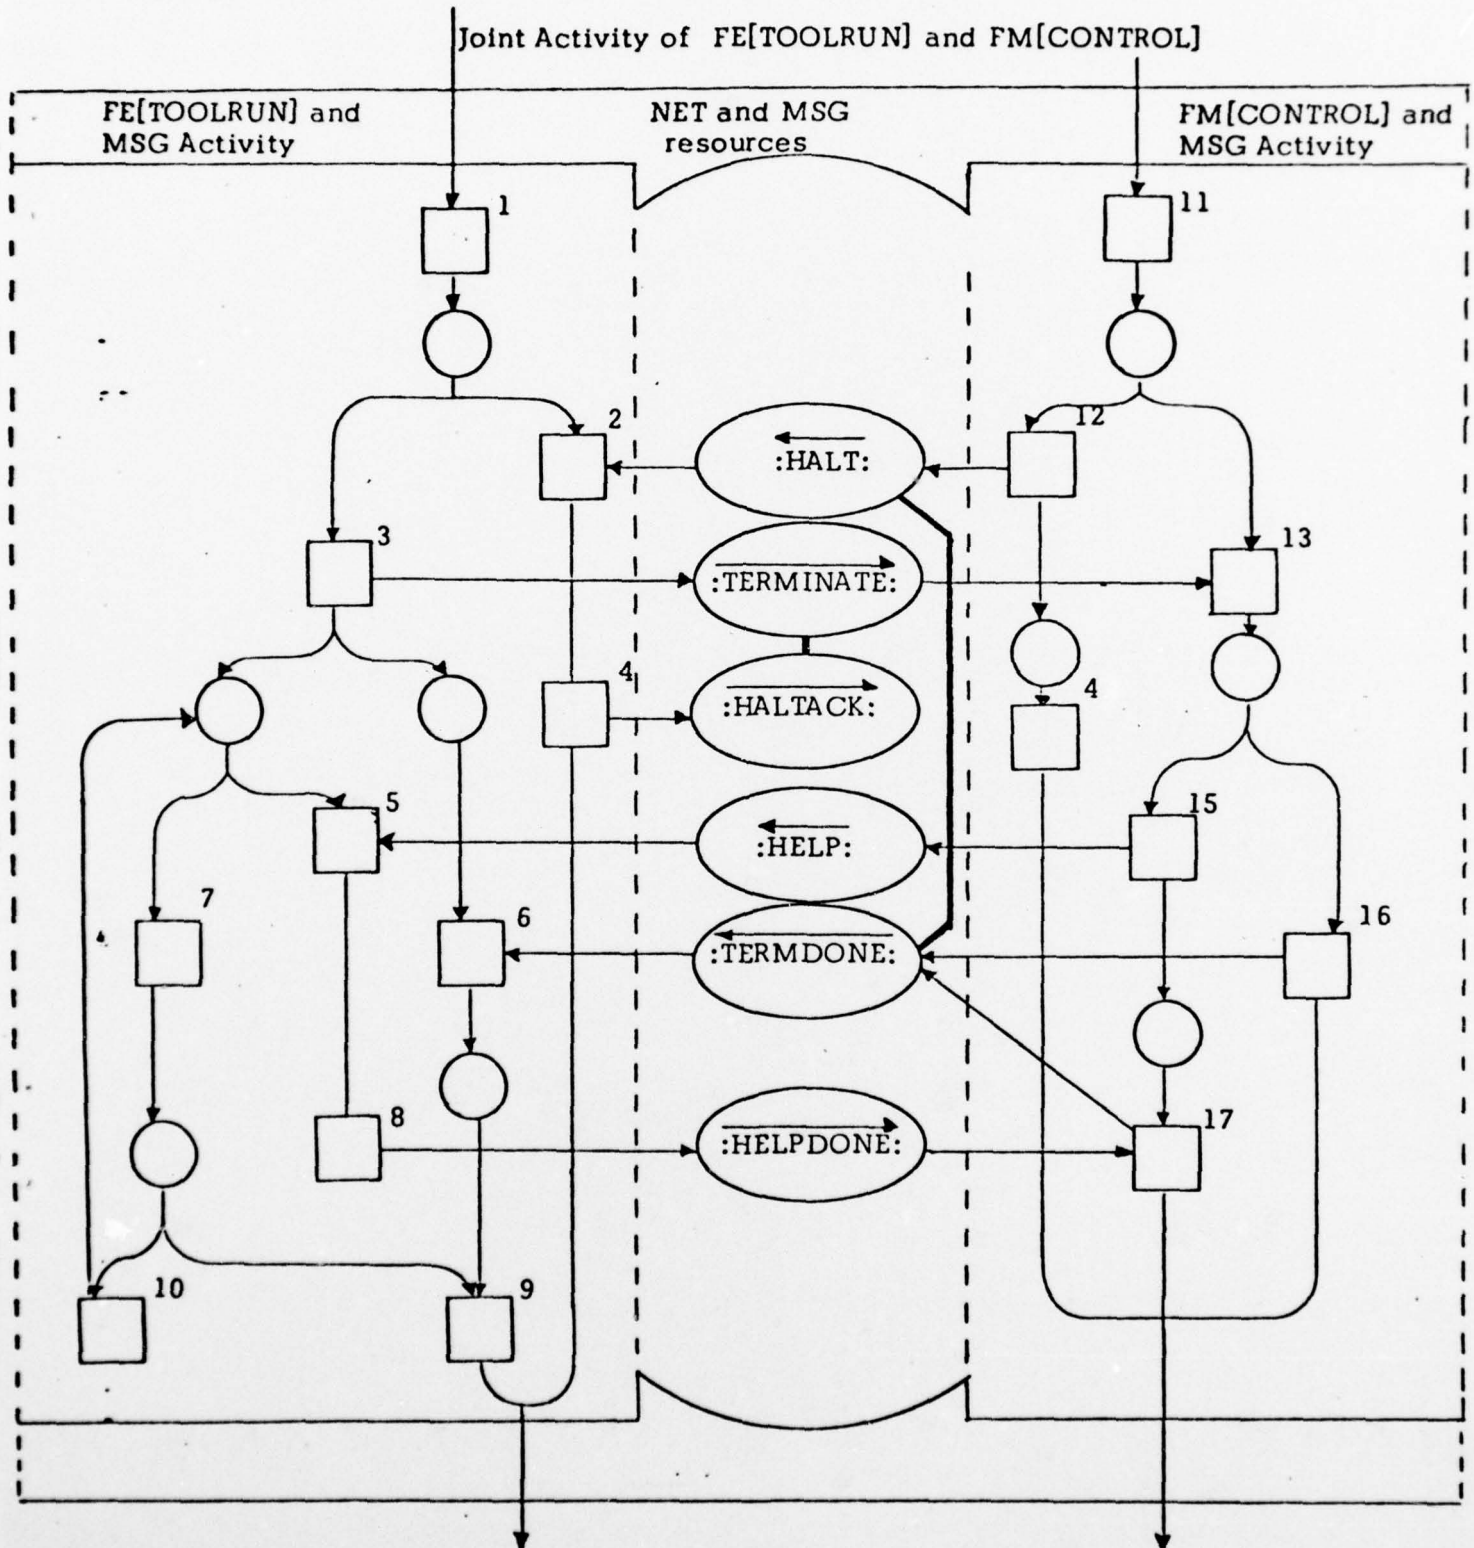 Joint Activity of FE[TOOLRUN] and FM[CONTROL]
FE[TOOLRUN] and
MSG Activity
NET and MSG
resources
FM[CONTROL] and
MSG Activity
1
11
2
:HALT:
12
3
:TERMINATE:
13
4
:HALTACK:
4
5
:HELP:
15
7
6
:TERMDONE:
16
8
:HELPDONE:
17
10
9